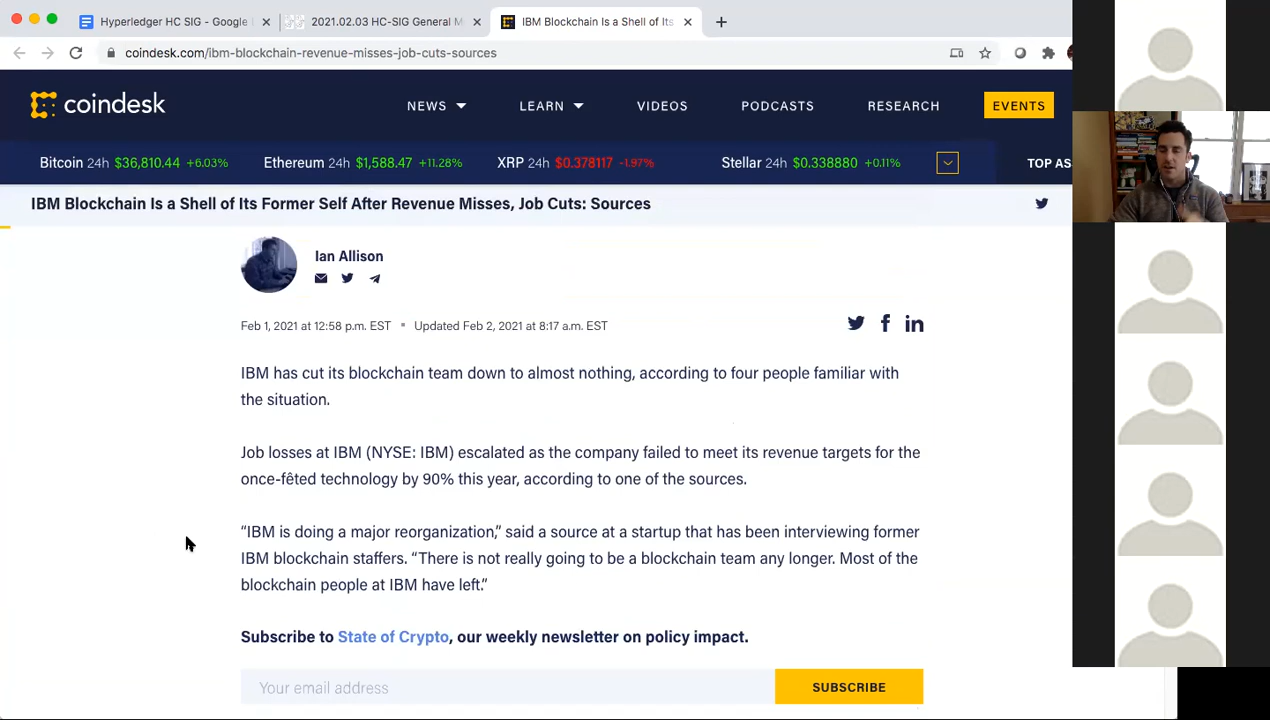 Hyperledger HC SIG - Google
2021.02.03 HC-SIG General M
IBM Blockchain Is a Shell of Its
coindesk.com/ibm-blockchain-revenue-misses-job-cuts-sources
coindesk
NEWS
LEARN
VIDEOS
PODCASTS
RESEARCH
EVENTS
Bitcoin 24h $36,810.44 +6.03%
Ethereum 24h $1,588.47 +11.28%
XRP 24h $0.378117 -1.97%
Stellar 24h $0.338880 +0.11%
TOP AS
IBM Blockchain Is a Shell of Its Former Self After Revenue Misses, Job Cuts: Sources
Ian Allison
Feb 1, 2021 at 12:58 p.m. EST
Updated Feb 2, 2021 at 8:17 a.m. EST
IBM has cut its blockchain team down to almost nothing, according to four people familiar with
the situation.
Job losses at IBM (NYSE: IBM) escalated as the company failed to meet its revenue targets for the
once-fêted technology by 90% this year, according to one of the sources.
“IBM is doing a major reorganization,” said a source at a startup that has been interviewing former
IBM blockchain staffers. “There is not really going to be a blockchain team any longer. Most of the
blockchain people at IBM have left.”
Subscribe to State of Crypto, our weekly newsletter on policy impact.
Your email address
SUBSCRIBE